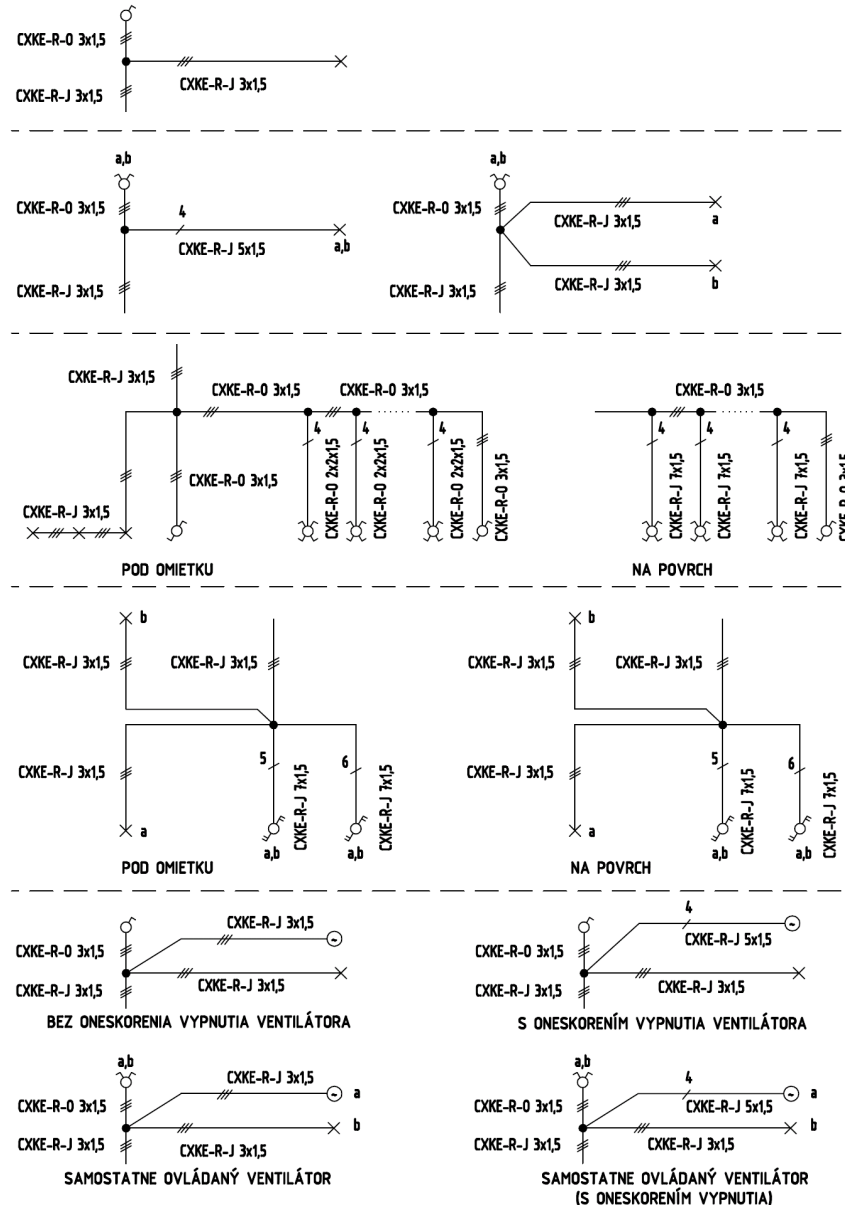 CXKE-R-O 3x1,5
CXKE-R-J 3x1,5
CXKE-R-J 3x1,5
a,b
CXKE-R-O 3x1,5
4
CXKE-R-J 5x1,5
a,b
CXKE-R-J 3x1,5
a,b
CXKE-R-O 3x1,5
CXKE-R-J 3x1,5
a
CXKE-R-J 3x1,5
CXKE-R-J 3x1,5
b
CXKE-R-J 3x1,5
CXKE-R-O 3x1,5
CXKE-R-O 3x1,5
4
4
4
CXKE-R-O 3x1,5
CXKE-R-O 2x2x1,5
CXKE-R-O 2x2x1,5
CXKE-R-O 2x2x1,5
CXKE-R-O 3x1,5
CXKE-R-J 3x1,5
POD OMIETKU
CXKE-R-O 3x1,5
4
4
4
CXKE-R-J 7x1,5
CXKE-R-J 7x1,5
CXKE-R-J 7x1,5
CXKE-R-O 3x1,5
NA POVRCH
b
CXKE-R-J 3x1,5
CXKE-R-J 3x1,5
CXKE-R-J 3x1,5
5
6
CXKE-R-J 7x1,5
CXKE-R-J 7x1,5
a
a,b
a,b
POD OMIETKU
b
CXKE-R-J 3x1,5
CXKE-R-J 3x1,5
CXKE-R-J 3x1,5
5
6
CXKE-R-J 7x1,5
CXKE-R-J 7x1,5
a
a,b
a,b
NA POVRCH
CXKE-R-J 3x1,5
CXKE-R-O 3x1,5
CXKE-R-J 3x1,5
CXKE-R-J 3x1,5
BEZ ONESKORENIA VYPNUTIA VENTILÁTORA
4
CXKE-R-O 3x1,5
CXKE-R-J 5x1,5
CXKE-R-J 3x1,5
CXKE-R-J 3x1,5
S ONESKORENÍM VYPNUTIA VENTILÁTORA
a,b
CXKE-R-J 3x1,5
a
CXKE-R-O 3x1,5
b
CXKE-R-J 3x1,5
CXKE-R-J 3x1,5
SAMOSTATNE OVLÁDANÝ VENTILÁTOR
a,b
4
a
CXKE-R-O 3x1,5
CXKE-R-J 5x1,5
b
CXKE-R-J 3x1,5
CXKE-R-J 3x1,5
SAMOSTATNE OVLÁDANÝ VENTILÁTOR
(S ONESKORENÍM VYPNUTIA)